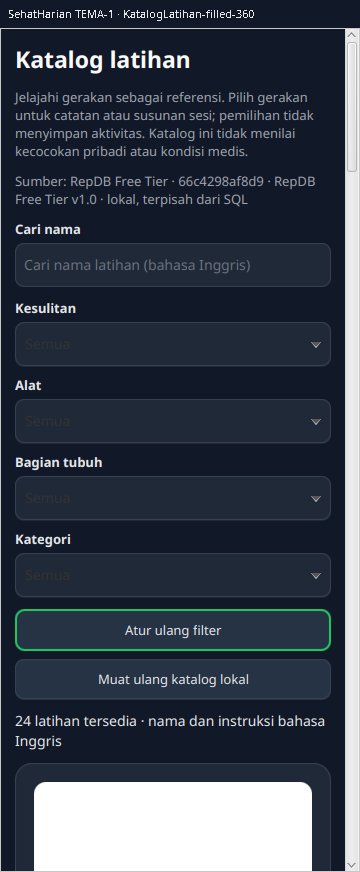 SehatHarian TEMA-1 · KatalogLatihan-filled-360
Katalog latihan
Jelajahi gerakan sebagai referensi. Pilih gerakan
untuk catatan atau susunan sesi; pemilihan tidak
menyimpan aktivitas. Katalog ini tidak menilai
kecocokan pribadi atau kondisi medis.
Sumber: RepDB Free Tier · 66c4298af8d9 · RepDB
Free Tier v1.0 · lokal, terpisah dari SQL
Cari nama
Cari nama latihan (bahasa Inggris)
Kesulitan
Semua
Alat
Semua
Bagian tubuh
Semua
Kategori
Semua
Atur ulang filter
Muat ulang katalog lokal
24 latihan tersedia · nama dan instruksi bahasa
Inggris